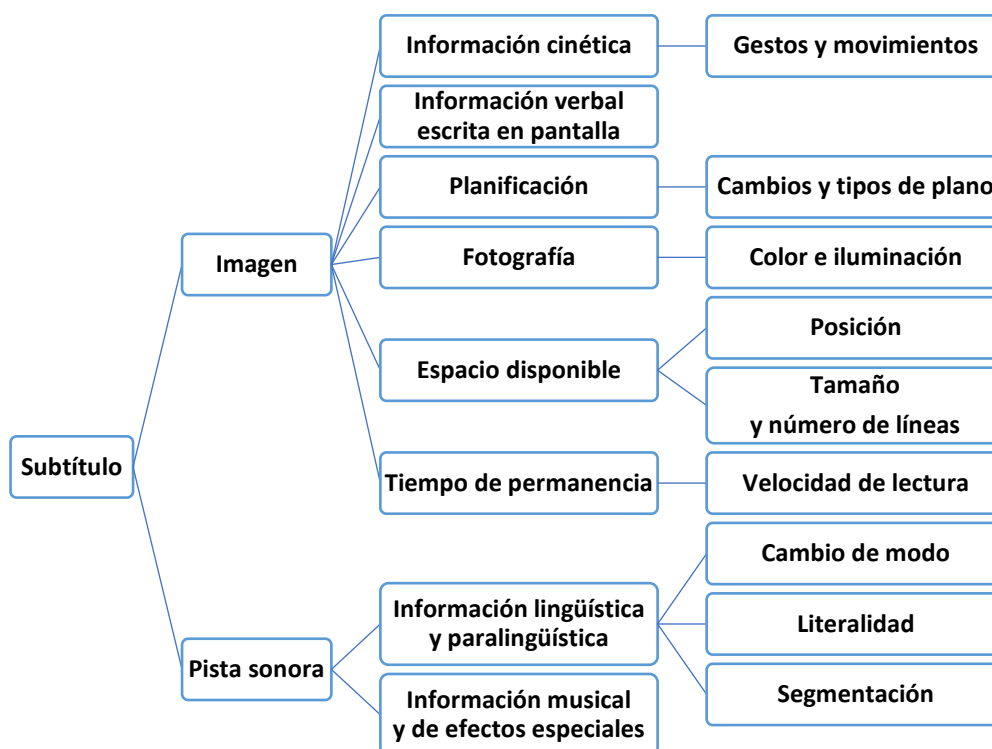 Información cinética
Gestos y movimientos
Información verbal
escrita en pantalla
Planificación
Cambios y tipos de plano
Imagen
Fotografía
Color e iluminación
Posición
Espacio disponible
Tamaño
y número de líneas
Subtítulo
Tiempo de permanencia
Velocidad de lectura
Cambio de modo
Información lingüística
y paralingüística
Literalidad
Pista sonora
Segmentación
Información musical
y de efectos especiales